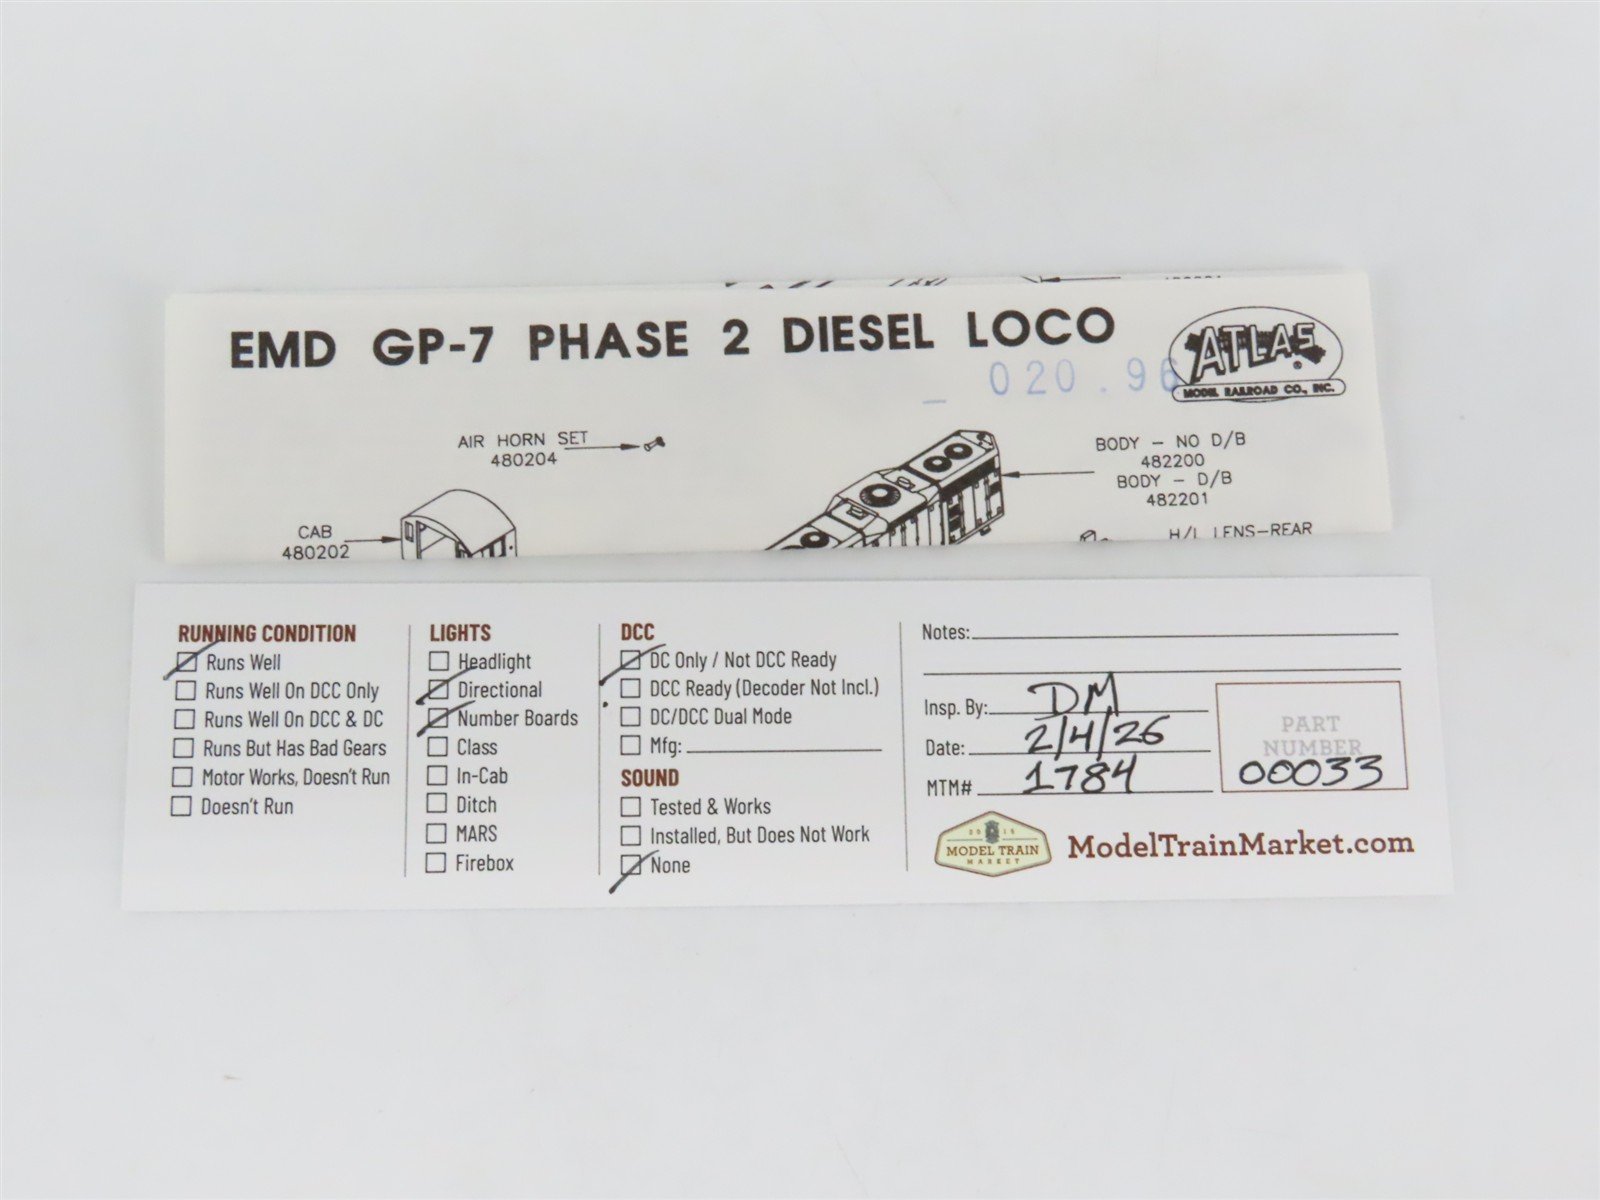 EMD GP-7 PHASE 2 DIESEL LOCO
ATLAS
MODEL RAILROAD CO., INC.
_ 020.96
AIR HORN SET
480204
BODY - NO D/B
482200
BODY - D/B
482201
CAB
480202
H/L LENS-REAR
RUNNING CONDITION
Runs Well
Runs Well On DCC Only
Runs Well On DCC & DC
Runs But Has Bad Gears
Motor Works, Doesn't Run
Doesn't Run
LIGHTS
Headlight
Directional
Number Boards
Class
In-Cab
Ditch
MARS
Firebox
DCC
DC Only / Not DCC Ready
DCC Ready (Decoder Not Incl.)
DC/DCC Dual Mode
Mfg:
SOUND
Tested & Works
Installed, But Does Not Work
None
Notes:
Insp. By: DM
Date: 2/4/26
MTM# 1784
PART
NUMBER
00033
2015
MODEL TRAIN
MARKET
ModelTrainMarket.com